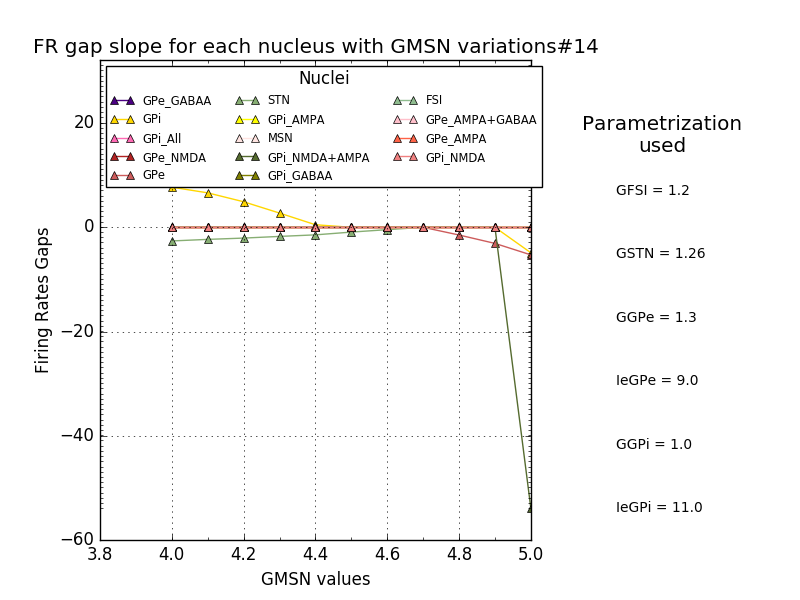 FR gap slope for each nucleus with GMSN variations#14
Nuclei
GPe_GABAA STN FSI
GPi GPi_AMPA GPe_AMPA+GABAA
GPi_All MSN GPe_AMPA
GPe_NMDA GPi_NMDA+AMPA GPi_NMDA
GPe GPi_GABAA
20
0
−20
−40
−60
Firing Rates Gaps
3.8 4.0 4.2 4.4 4.6 4.8 5.0
GMSN values
Parametrization
used
GFSI = 1.2
GSTN = 1.26
GGPe = 1.3
IeGPe = 9.0
GGPi = 1.0
IeGPi = 11.0